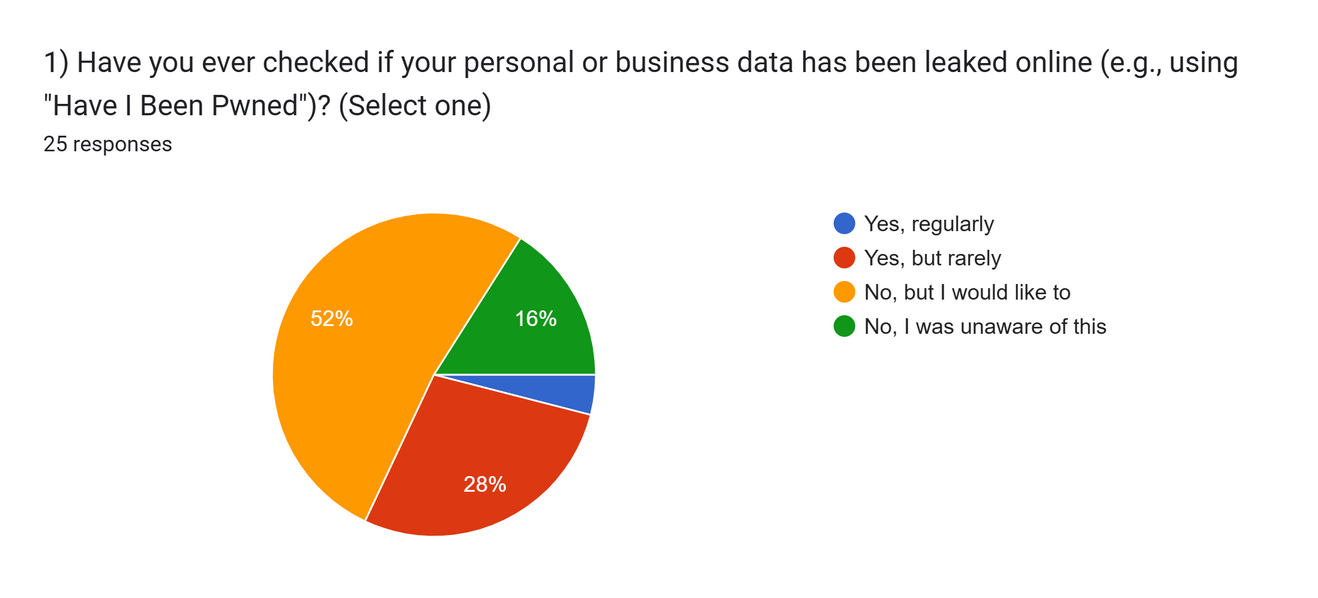 1) Have you ever checked if your personal or business data has been leaked online (e.g., using
"Have I Been Pwned")? (Select one)
25 responses
52%
16%
28%
Yes, regularly
Yes, but rarely
No, but I would like to
No, I was unaware of this